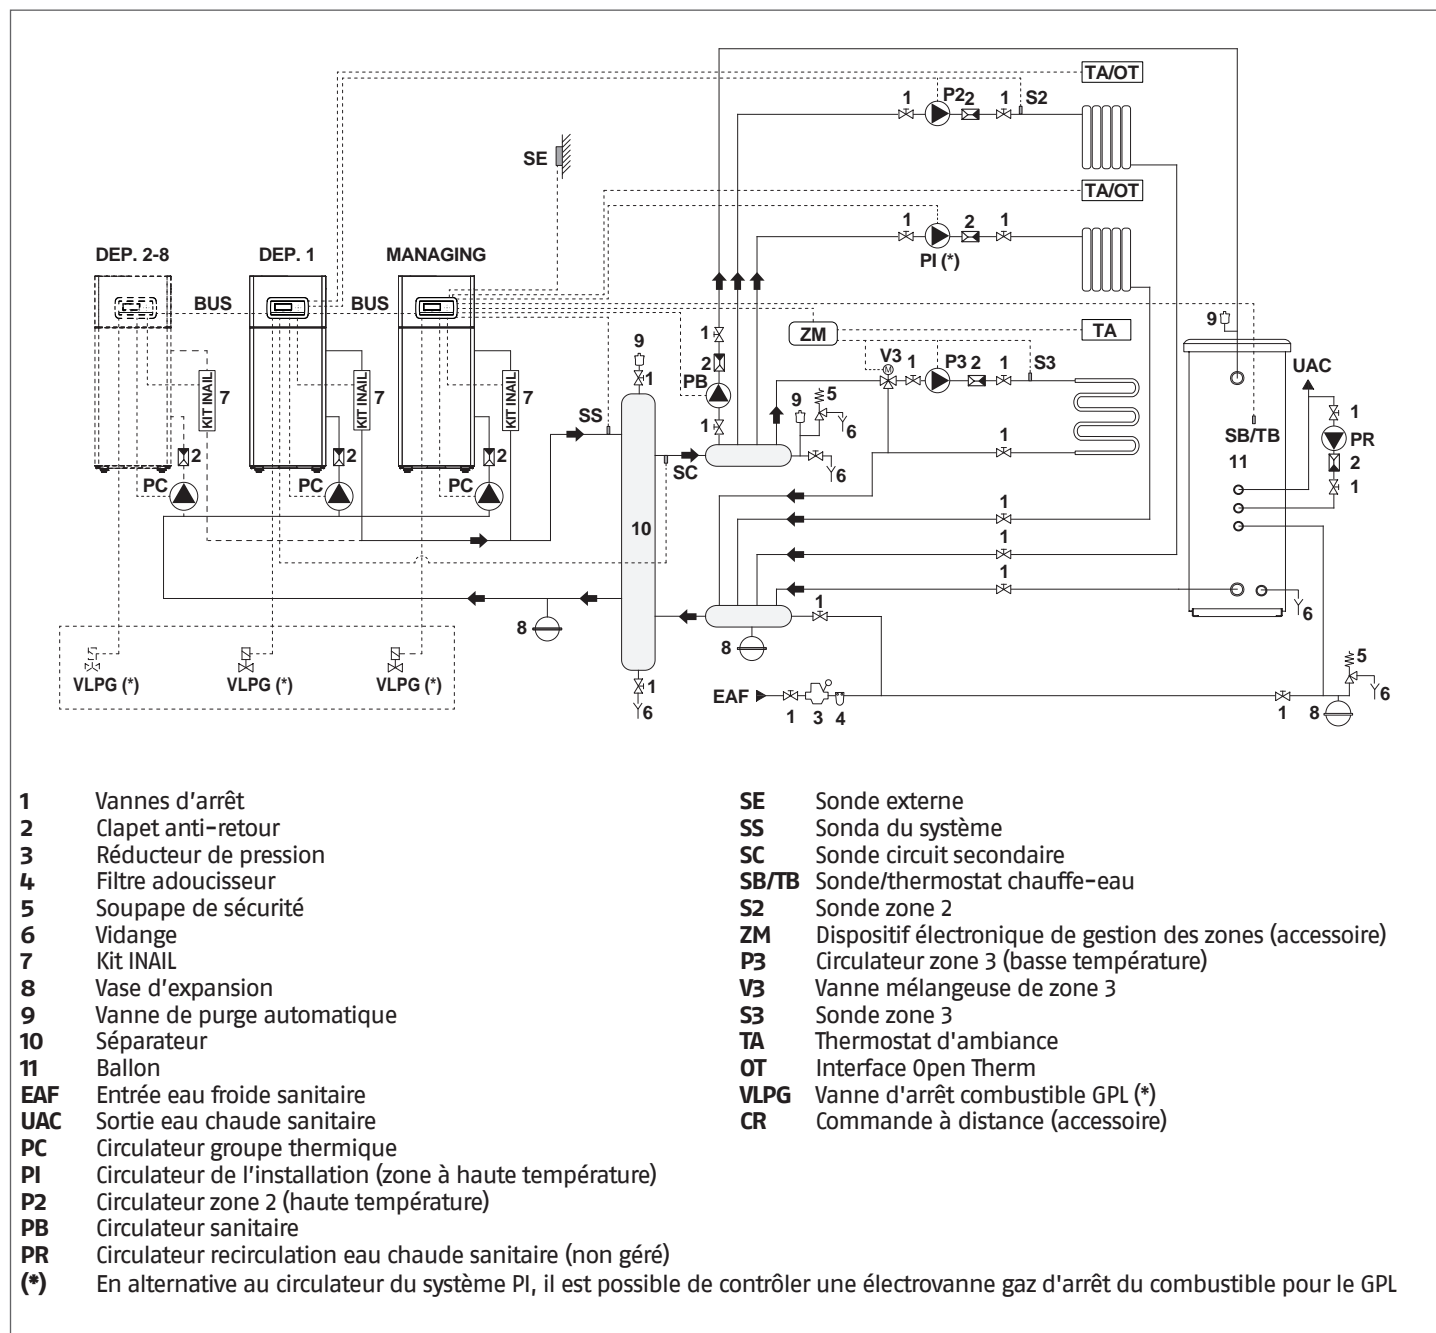 TA/OT
1 P2 2 1 S2
SE
TA/OT
1 2 1
PI (*)
DEP. 2-8 DEP. 1 MANAGING
BUS BUS
ZM TA
9
1
9
2
PB
1
1
V3 1 P3 2 1 S3
UAC
KIT INAIL 7 KIT INAIL 7 KIT INAIL 7
SS
9 5
6
6
1
SB/TB
11
1
PR
2
1
SC
2 2 2
PC PC PC
10
1
1
1
1
8
8
6
VLPG (*) VLPG (*) VLPG (*)
1
6
EAF
1 3 4
1 8
5
6
1 Vannes d'arrêt
2 Clapet anti-retour
3 Réducteur de pression
4 Filtre adoucisseur
5 Soupape de sécurité
6 Vidange
7 Kit INAIL
8 Vase d'expansion
9 Vanne de purge automatique
10 Séparateur
11 Ballon
EAF Entrée eau froide sanitaire
UAC Sortie eau chaude sanitaire
PC Circulateur groupe thermique
PI Circulateur de l'installation (zone à haute température)
P2 Circulateur zone 2 (haute température)
PB Circulateur sanitaire
PR Circulateur recirculation eau chaude sanitaire (non géré)
(*) En alternative au circulateur du système PI, il est possible de contrôler une électrovanne gaz d'arrêt du combustible pour le GPL
SE Sonde externe
SS Sonda du système
SC Sonde circuit secondaire
SB/TB Sonde/thermostat chauffe-eau
S2 Sonde zone 2
ZM Dispositif électronique de gestion des zones (accessoire)
P3 Circulateur zone 3 (basse température)
V3 Vanne mélangeuse de zone 3
S3 Sonde zone 3
TA Thermostat d'ambiance
OT Interface Open Therm
VLPG Vanne d'arrêt combustible GPL (*)
CR Commande à distance (accessoire)